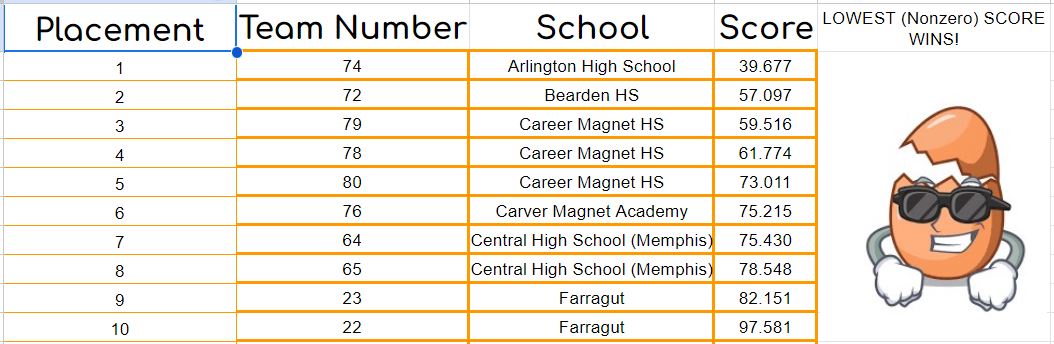 Placement Team Number School Score LOWEST (Nonzero) SCORE
WINS!
1 74 Arlington High School 39.677
2 72 Bearden HS 57.097
3 79 Career Magnet HS 59.516
4 78 Career Magnet HS 61.774
5 80 Career Magnet HS 73.011
6 76 Carver Magnet Academy 75.215
7 64 Central High School (Memphis) 75.430
8 65 Central High School (Memphis) 78.548
9 23 Farragut 82.151
10 22 Farragut 97.581